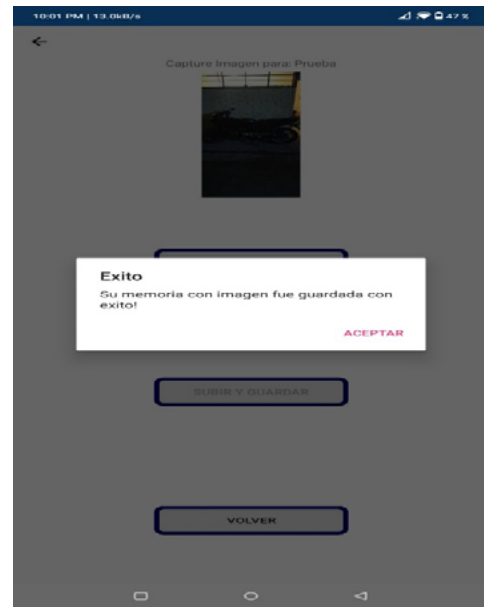 10:01 PM | 13.0kB/s
47%
Capture Imagen para: Prueba
Exito
Su memoria con imagen fue guardada con
exito!
ACEPTAR
SUBIR Y GUARDAR
VOLVER